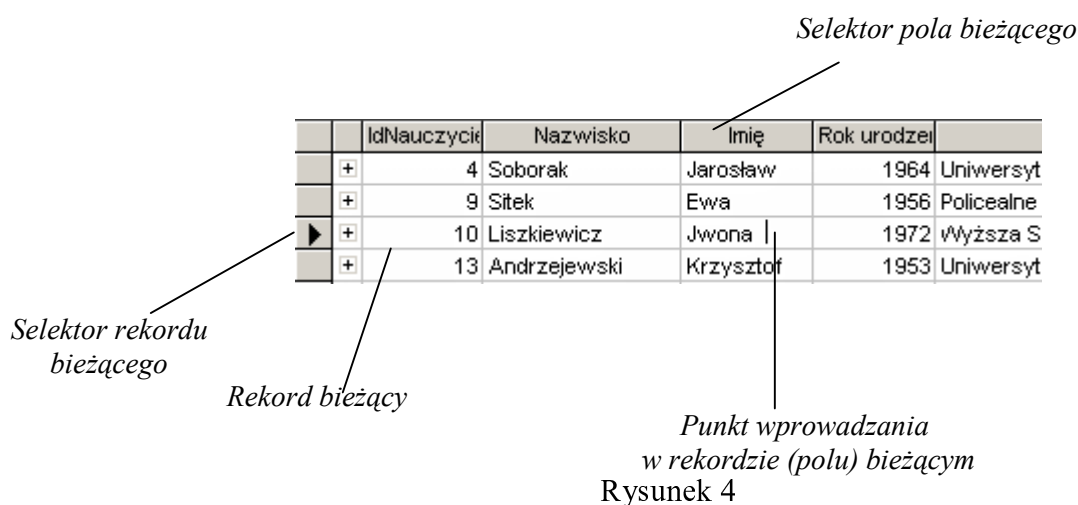 Selektor pola bieżącego
IdNauczycie Nazwisko Imię Rok urodzer
4 Soborak Jarosław 1964 Uniwersyt
9 Sitek Ewa 1956 Policealne
10 Liszkiewicz Jwona 1972 Wyższa S
13 Andrzejewski Krzysztof 1953 Uniwersyt
Selektor rekordu
bieżącego
Rekord bieżący
Punkt wprowadzania
w rekordzie (polu) bieżącym
Rysunek 4